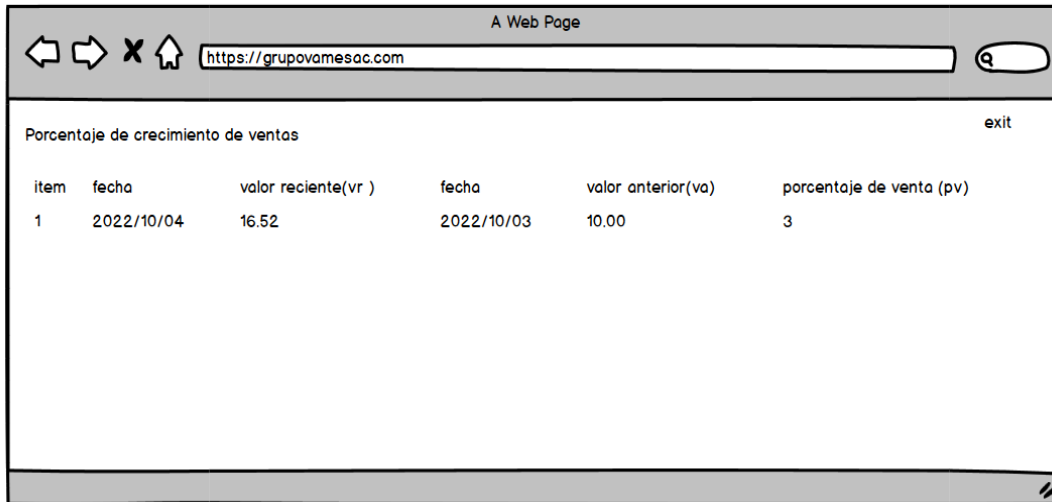 A Web Page
https://grupovamesac.com
exit
Porcentaje de crecimiento de ventas
item fecha valor reciente(vr ) fecha valor anterior(va) porcentaje de venta (pv)
1 2022/10/04 16.52 2022/10/03 10.00 3